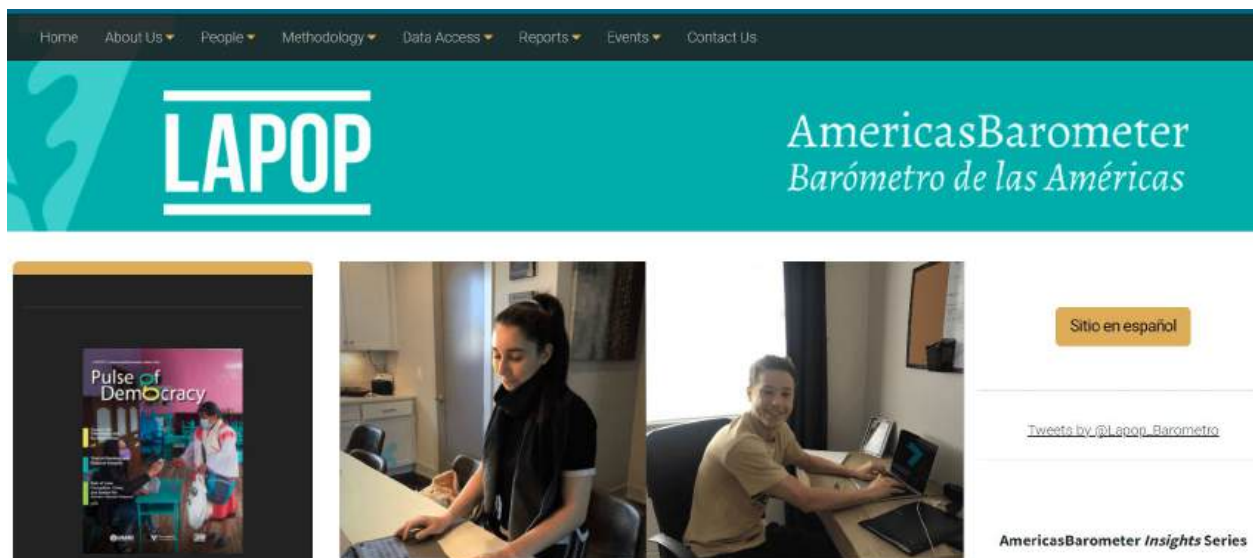 Home About Us People Methodology Data Access Reports Events Contact Us
LAPOP
AmericasBarometer
Barómetro de las Américas
Pulse of
Democracy
Sitio en español
Tweets by @Lapop_Barometro
AmericasBarometer Insights Series